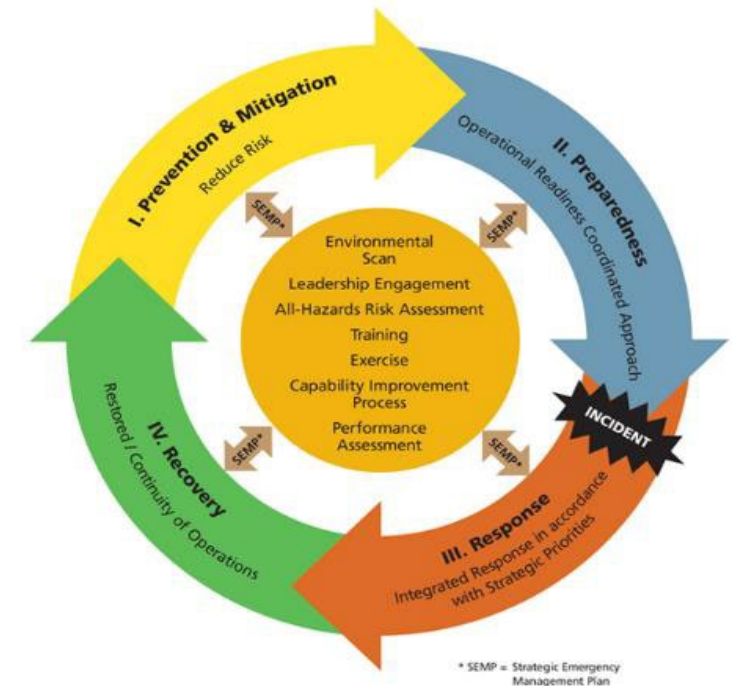 I. Prevention & Mitigation
Reduce Risk
II. Preparedness
Operational Readiness Coordinated Approach
SEMP*
SEMP*
Environmental
Scan
Leadership Engagement
All-Hazards Risk Assessment
Training
Exercise
Capability Improvement
Process
Performance
Assessment
INCIDENT
IV. Recovery
Restored / Continuity of Operations
SEMP*
SEMP*
III. Response
Integrated Response in accordance
with Strategic Priorities
* SEMP = Strategic Emergency
Management Plan